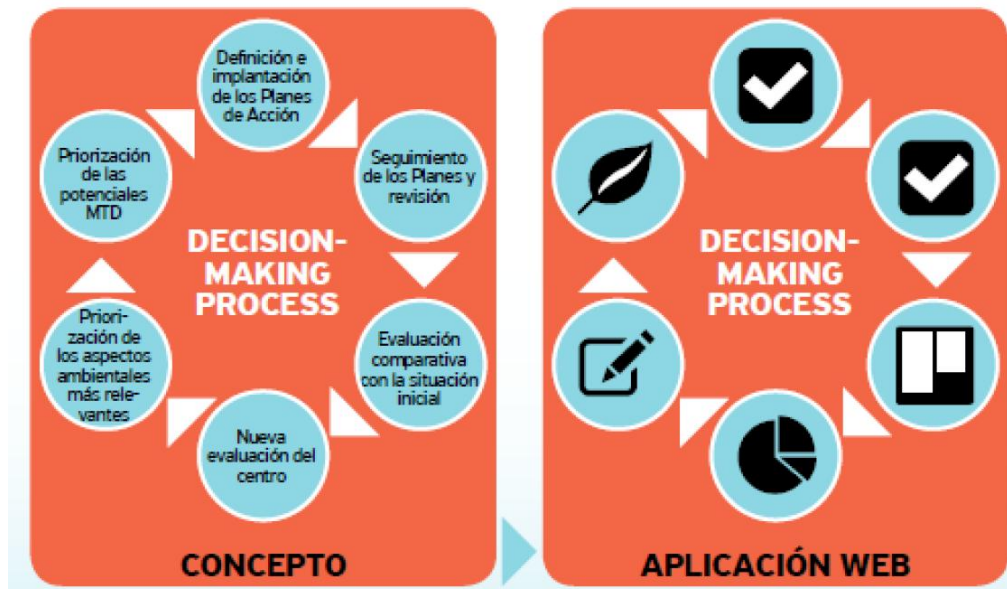 Definición e
implantación
de los Planes
de Acción
Priorización
de las
potenciales
MTD
Seguimiento
de los Planes y
revisión
DECISION-
MAKING
PROCESS
Priori-
zación de
los aspectos
ambientales
más rele-
vantes
Evaluación
comparativa
con la situación
inicial
Nueva
evaluación del
centro
CONCEPTO
DECISION-
MAKING
PROCESS
APLICACIÓN WEB